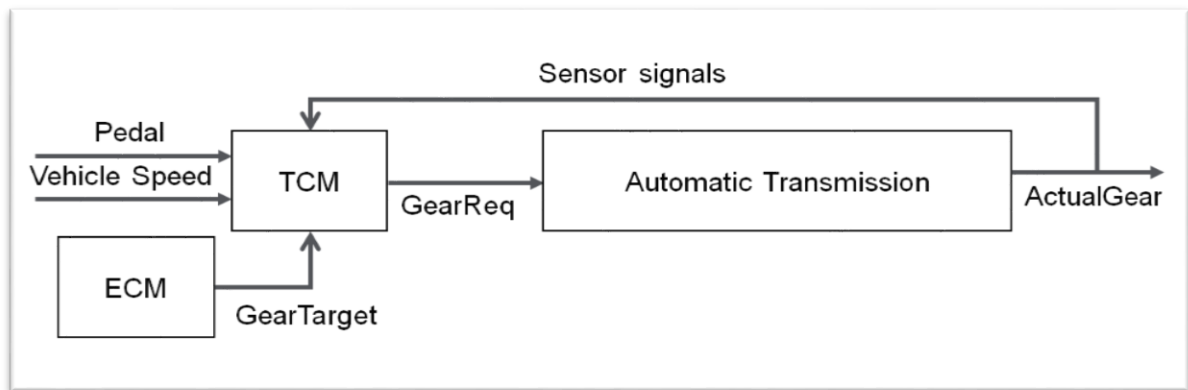 Sensor signals
Pedal
Vehicle Speed
TCM
GearReq
Automatic Transmission
ActualGear
ECM
GearTarget